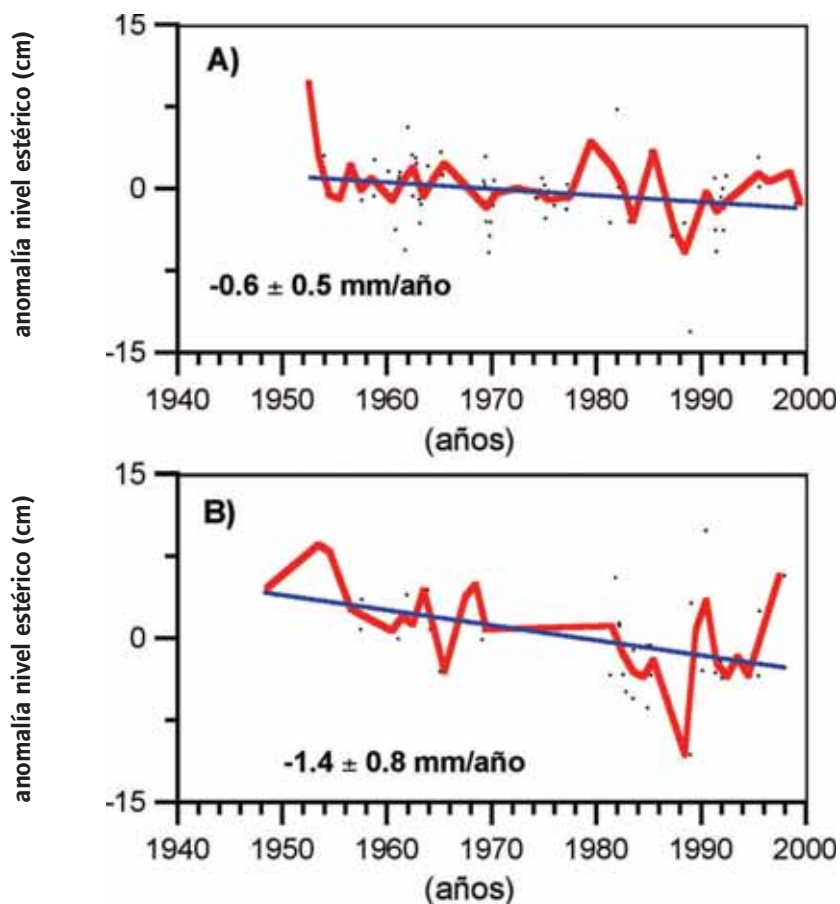 anomalía nivel estérico (cm)
15
A)
0
-0.6 ± 0.5 mm/año
-15
1940 1950 1960 1970 1980 1990 2000
(años)
anomalía nivel estérico (cm)
15
B)
0
-1.4 ± 0.8 mm/año
-15
1940 1950 1960 1970 1980 1990 2000
(años)